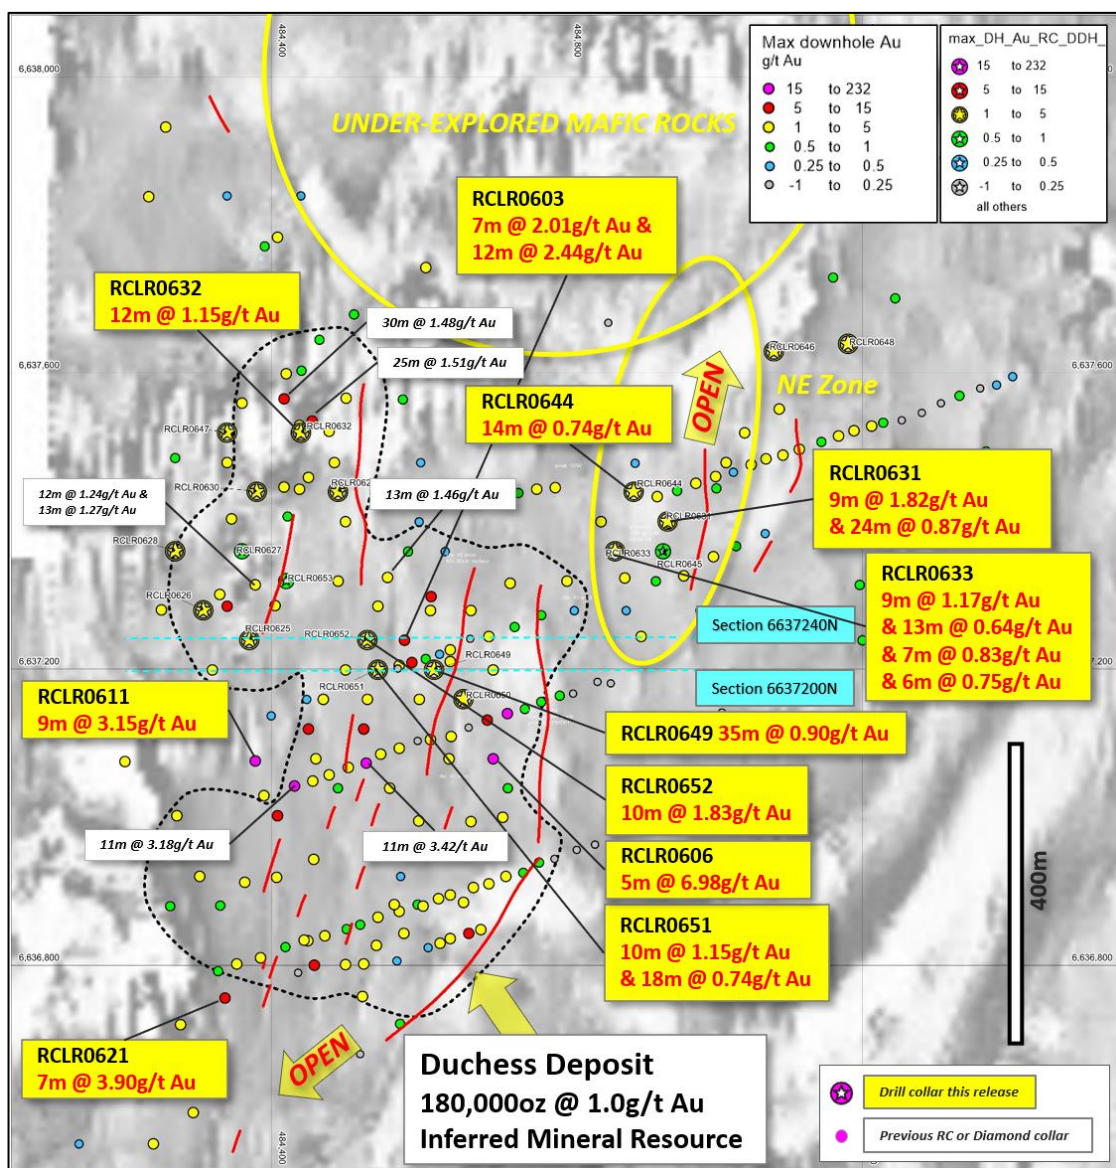 484,400
484,800
6,638,000
UNDER-EXPLORED MAFIC ROCKS
Max downhole Au
g/t Au
15 to 232
5 to 15
1 to 5
0.5 to 1
0.25 to 0.5
-1 to 0.25
max_DH_Au_RC_DDH_
15 to 232
5 to 15
1 to 5
0.5 to 1
0.25 to 0.5
-1 to 0.25
all others
RCLR0603
7m @ 2.01g/t Au &
12m @ 2.44g/t Au
RCLR0632
12m @ 1.15g/t Au
30m @ 1.48g/t Au
25m @ 1.51g/t Au
6,637,600
6,637,600
RCLR0646
RCLR0648
NE Zone
OPEN
RCLR0644
14m @ 0.74g/t Au
RCLR0647
RCLR0632
RCLR0631
9m @ 1.82g/t Au
& 24m @ 0.87g/t Au
12m @ 1.24g/t Au &
13m @ 1.27g/t Au
RCLR0630
13m @ 1.46g/t Au
RCLR0644
RCLR0631
RCLR0628
RCLR0627
RCLR0633
RCLR0645
RCLR0653
RCLR0633
9m @ 1.17g/t Au
& 13m @ 0.64g/t Au
& 7m @ 0.83g/t Au
& 6m @ 0.75g/t Au
RCLR0626
RCLR0625
RCLR0652
Section 6637240N
RCLR0649
RCLR0651
RCLR0650
Section 6637200N
RCLR0611
9m @ 3.15g/t Au
RCLR0649 35m @ 0.90g/t Au
RCLR0652
10m @ 1.83g/t Au
11m @ 3.18g/t Au
11m @ 3.42/t Au
RCLR0606
5m @ 6.98g/t Au
RCLR0651
10m @ 1.15g/t Au
& 18m @ 0.74g/t Au
400m
6,636,800
6,636,800
RCLR0621
7m @ 3.90g/t Au
OPEN
Duchess Deposit
180,000oz @ 1.0g/t Au
Inferred Mineral Resource
Drill collar this release
Previous RC or Diamond collar
484,400